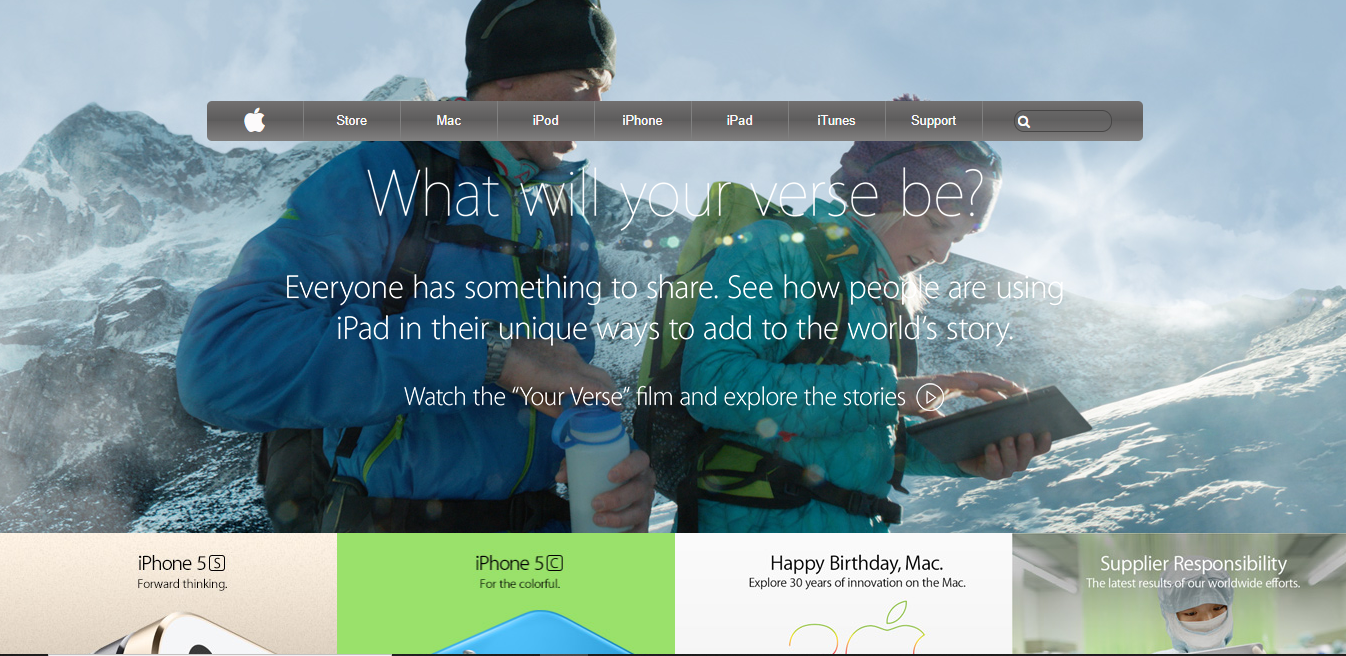 Store
Mac
iPod
iPhone
iPad
iTunes
Support
What will your verse be?
Everyone has something to share. See how people are using
iPad in their unique ways to add to the world's story.
Watch the “Your Verse” film and explore the stories
iPhone 5S
Forward thinking.
iPhone 5C
For the colorful.
Happy Birthday, Mac.
Explore 30 years of innovation on the Mac.
Supplier Responsibility
The latest results of our worldwide efforts.